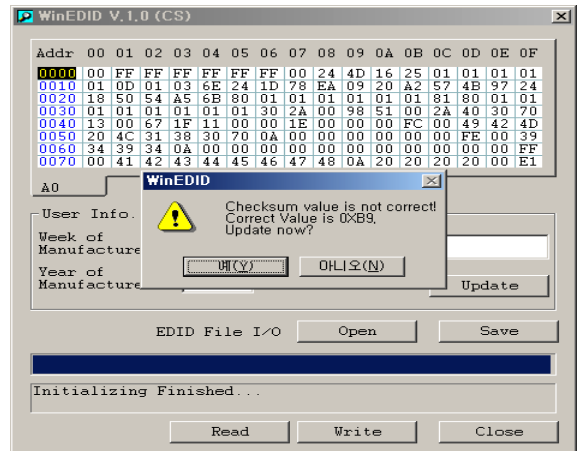 WinEDID V.1.0 (CS)
Addr 00 01 02 03 04 05 06 07 08 09 0A 0B 0C 0D 0E 0F
0000 00 FF FF FF FF FF FF 00 24 4D 16 25 01 01 01 01
0010 01 0D 01 03 6E 24 1D 78 EA 09 20 A2 57 4B 97 24
0020 18 50 54 A5 6B 80 01 01 01 01 01 01 81 80 01 01
0030 01 01 01 01 01 01 30 2A 00 98 51 00 2A 40 30 70
0040 13 00 67 1F 11 00 00 1E 00 00 00 FC 00 49 42 4D
0050 20 4C 31 38 30 70 0A 00 00 00 00 00 00 FE 00 39
0060 34 39 34 0A 00 00 00 00 00 00 00 00 00 00 00 FF
0070 00 41 42 43 44 45 46 47 48 0A 20 20 20 20 00 E1
A0
WinEDID
Checksum value is not correct!
Correct Value is 0XB9,
Update now?
예(Y) 아니오(N)
User Info.
Week of
Manufacture
Year of
Manufacture
Update
EDID File I/O Open Save
Initializing Finished...
Read Write Close